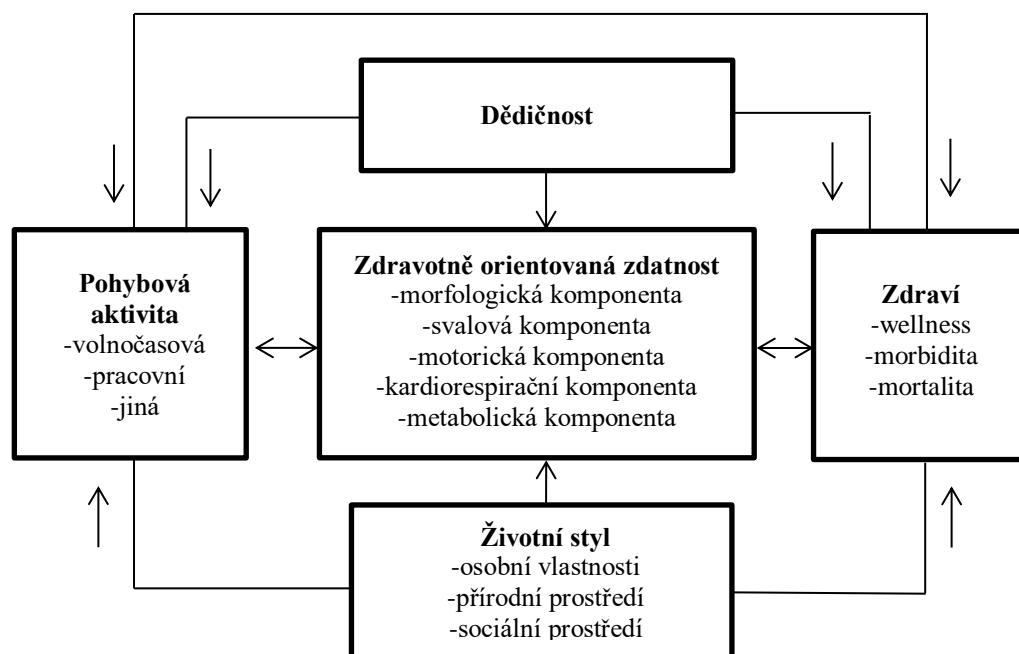 Dědičnost
Pohybová
aktivita
-volnočasová
-pracovní
-jiná
Zdravotně orientovaná zdatnost
-morfologická komponenta
-svalová komponenta
-motorická komponenta
-kardiorespirační komponenta
-metabolická komponenta
Zdraví
-wellness
-morbidita
-mortalita
Životní styl
-osobní vlastnosti
-přírodní prostředí
-sociální prostředí